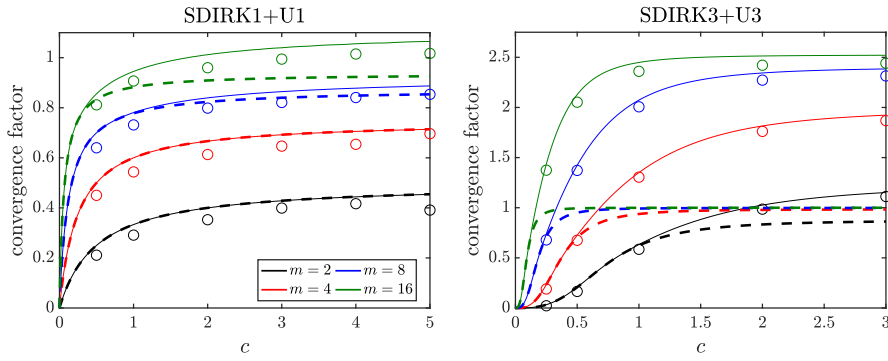 SDIRK1+U1
convergence factor
1
0.8
0.6
0.4
0.2
0
0 1 2 3 4 5
c
m = 2 m = 8
m = 4 m = 16
SDIRK3+U3
convergence factor
2.5
2
1.5
1
0.5
0
0 0.5 1 1.5 2 2.5 3
c